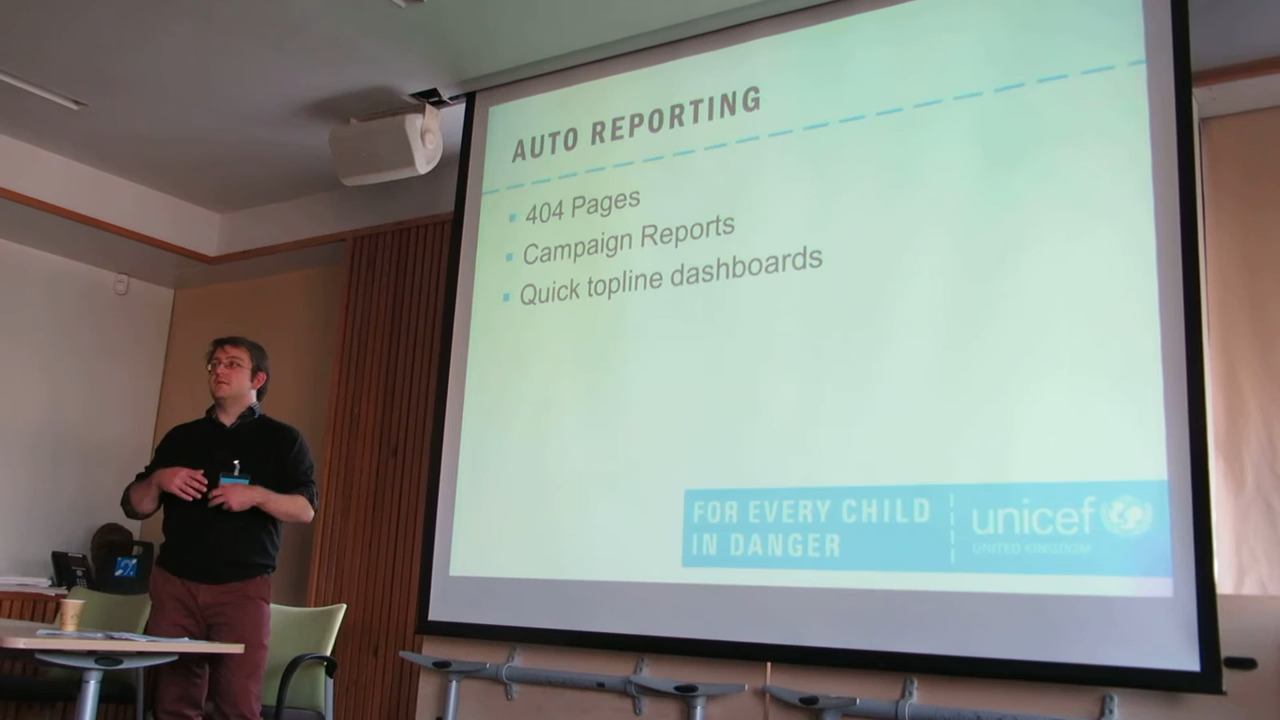 AUTO REPORTING
404 Pages
Campaign Reports
Quick topline dashboards
FOR EVERY CHILD
IN DANGER
unicef
UNITED KINGDOM